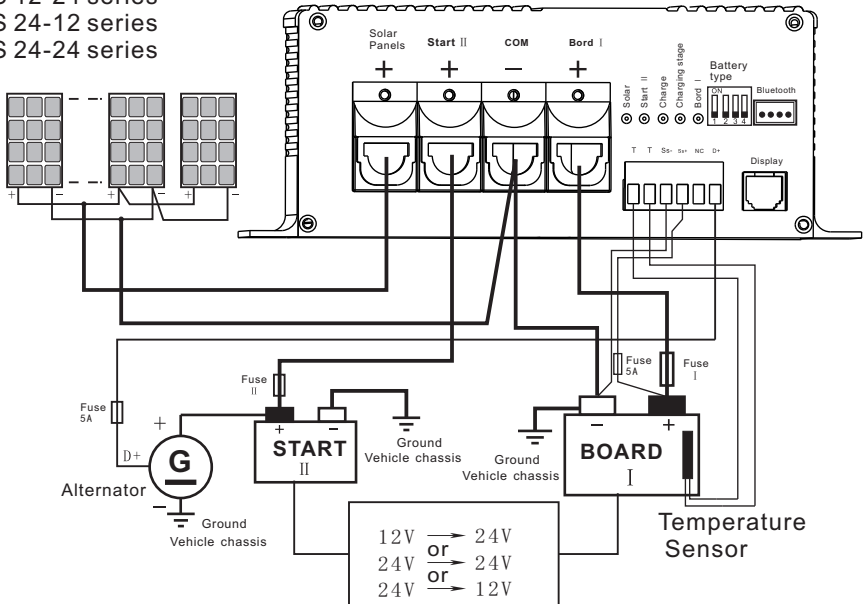 S 12-24 series
S 24-12 series
S 24-24 series
Solar
Panels
Start II
COM
Bord I
+
+
−
+
Solar
Start II
Charge
Charging stage
Bord I
Battery
type
ON
1 2 3 4
Bluetooth
T T Ss- Ss+ NC D+
Display
+ − + − + −
Fuse
5A
Fuse
II
Fuse
5A
Fuse
I
+
D+
G
−
Alternator
Ground
Vehicle chassis
+ −
START
II
Ground
Vehicle chassis
Ground
Vehicle chassis
− +
BOARD
I
Temperature
Sensor
12V → 24V
or
24V → 24V
or
24V → 12V